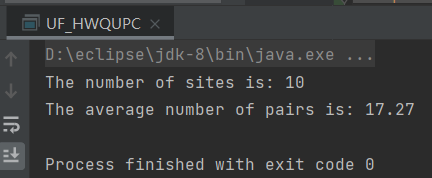 UF_HWQUPC
D:\eclipse\jdk-8\bin\java.exe ...
The number of sites is: 10
The average number of pairs is: 17.27
Process finished with exit code 0